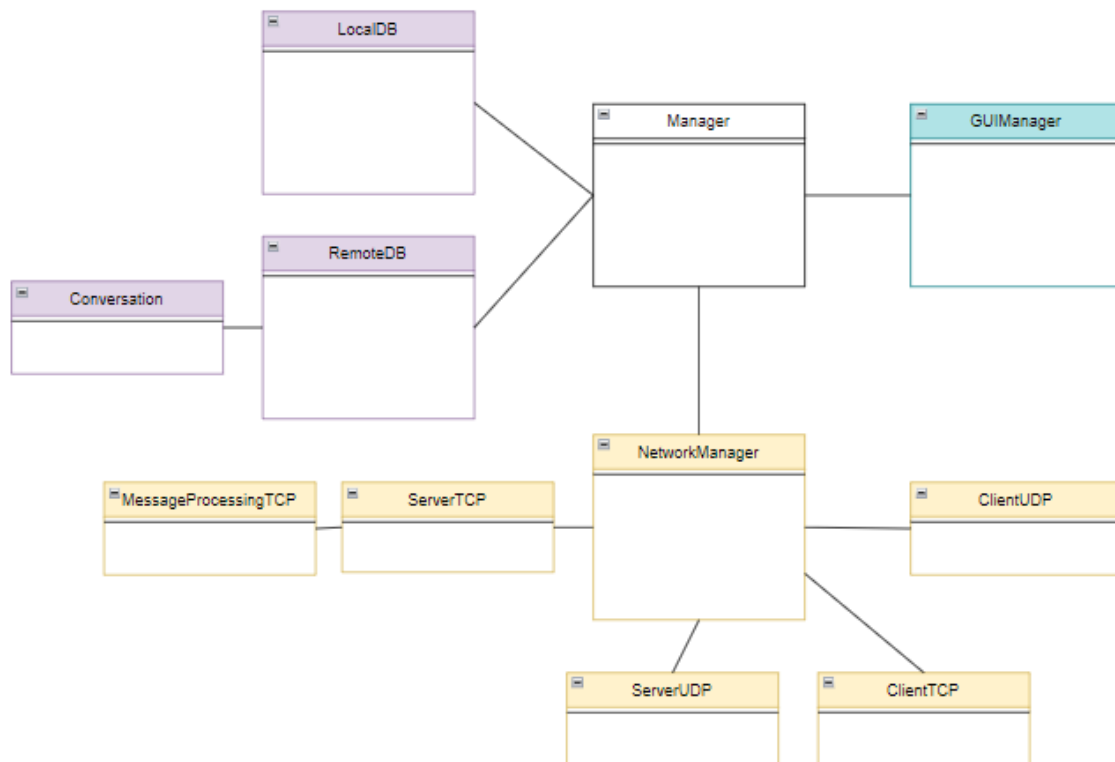 LocalDB
Manager
GUIManager
RemoteDB
Conversation
NetworkManager
MessageProcessingTCP
ServerTCP
ClientUDP
ServerUDP
ClientTCP